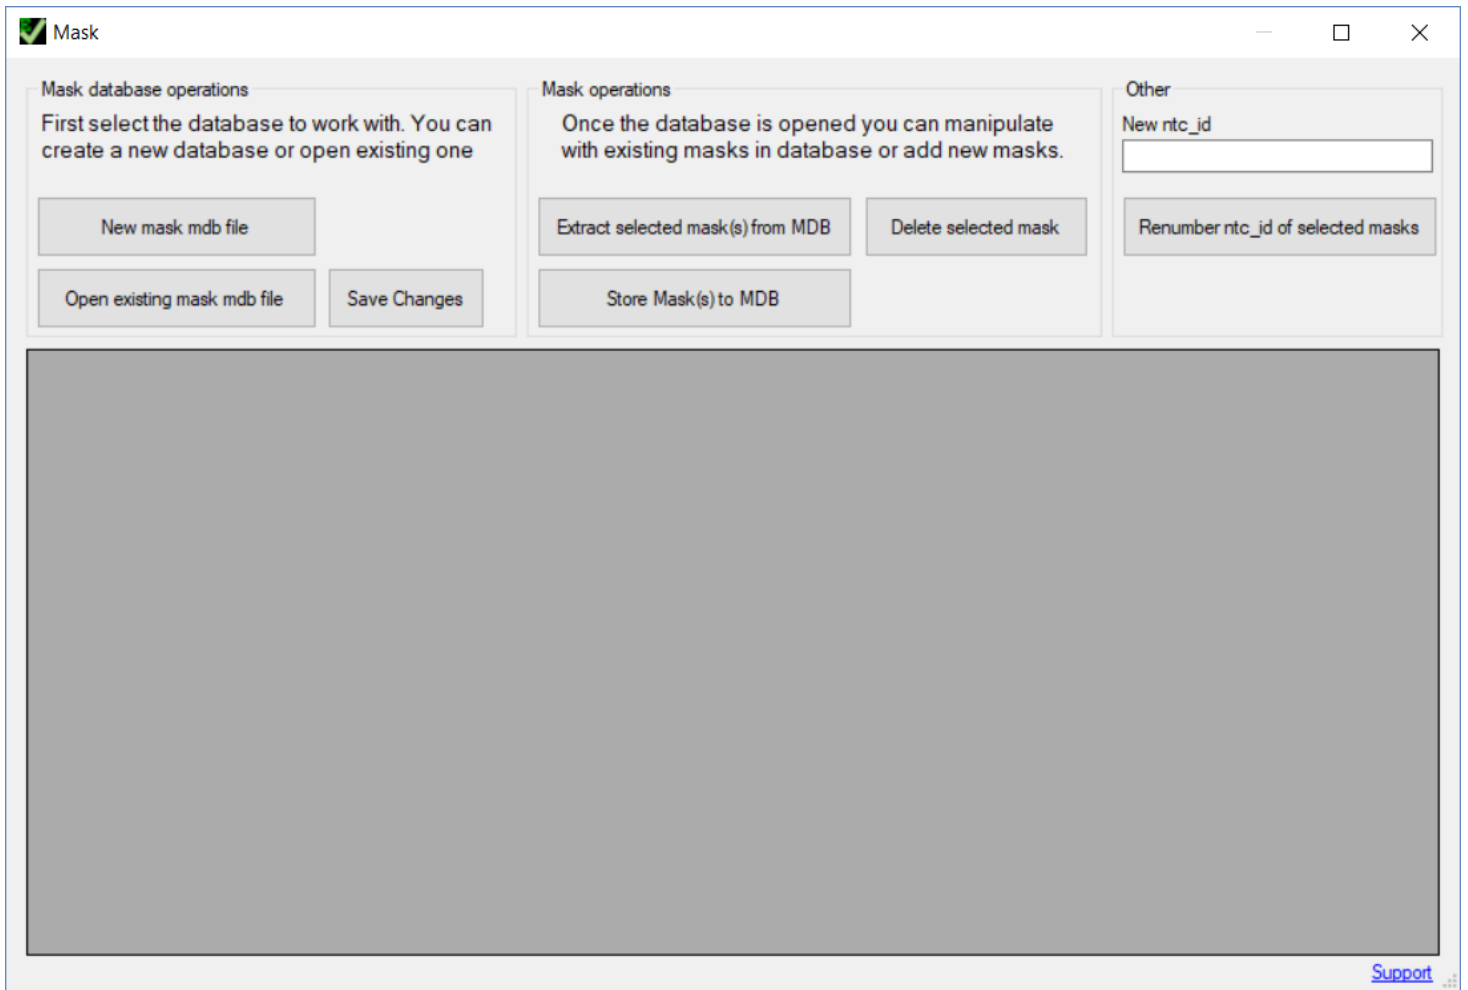 Mask
Mask database operations
First select the database to work with. You can
create a new database or open existing one
New mask mdb file
Open existing mask mdb file
Save Changes
Mask operations
Once the database is opened you can manipulate
with existing masks in database or add new masks.
Extract selected mask(s) from MDB
Delete selected mask
Store Mask(s) to MDB
Other
New ntc_id
Renumber ntc_id of selected masks
Support